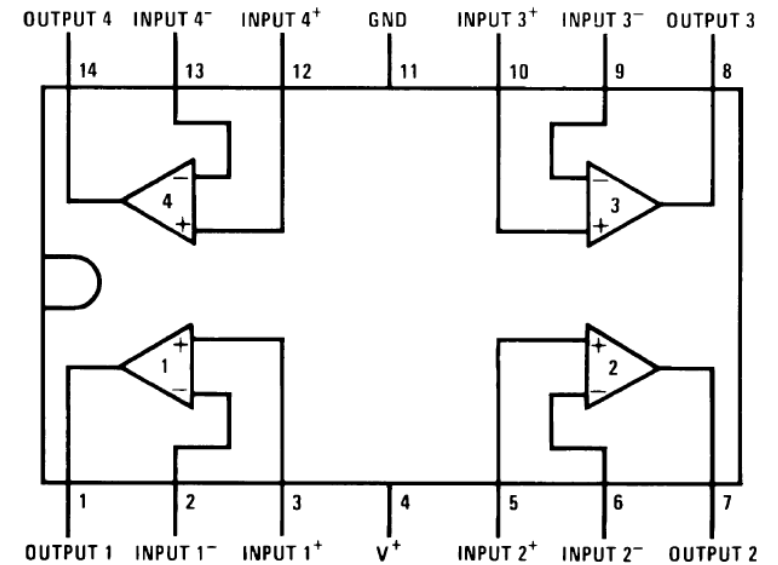 OUTPUT 4 INPUT 4⁻ INPUT 4⁺ GND INPUT 3⁺ INPUT 3⁻ OUTPUT 3
14 13 12 11 10 9 8
− −
4 3
+ +
+ +
1 2
− −
1 2 3 4 5 6 7
OUTPUT 1 INPUT 1⁻ INPUT 1⁺ V⁺ INPUT 2⁺ INPUT 2⁻ OUTPUT 2